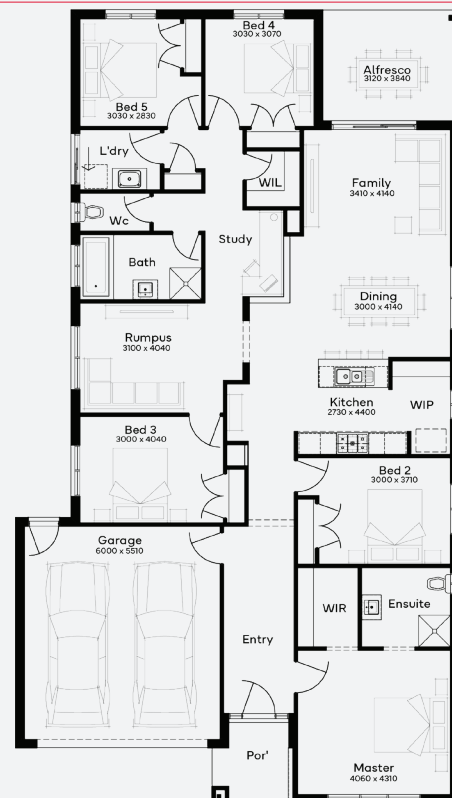 Bed 4
3030 x 3070
Alfresco
3120 x 3840
Bed 5
3030 x 2830
L'dry
WIL
Family
3410 x 4140
Wc
Study
Bath
Dining
3000 x 4140
Rumpus
3100 x 4040
Kitchen
2730 x 4400
WIP
Bed 3
3000 x 4040
Bed 2
3000 x 3710
Garage
6000 x 5510
WIR
Ensuite
Entry
Por'
Master
4060 x 4310